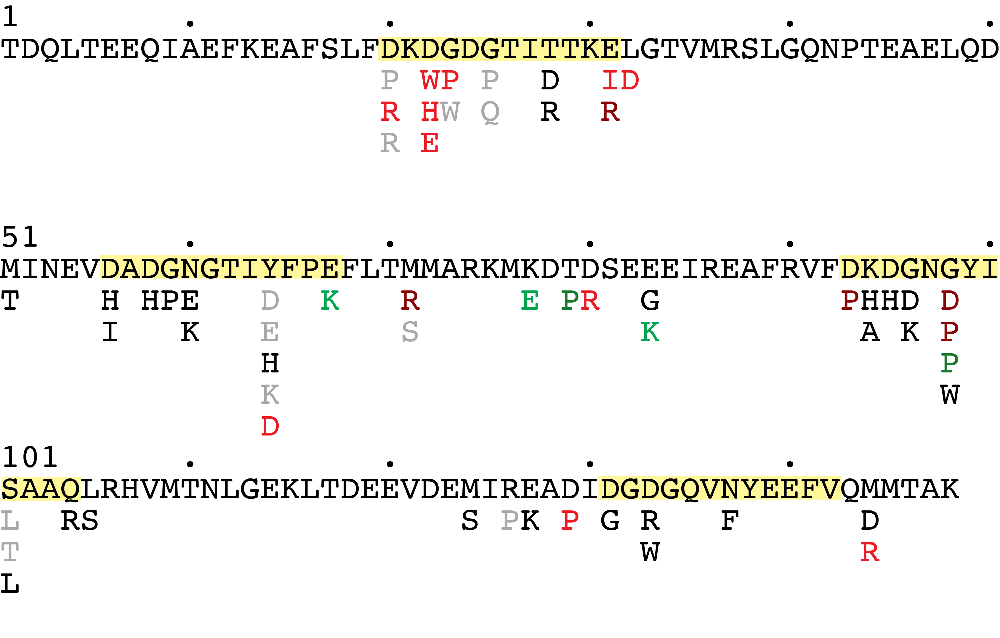 1 . . . . .
TDQLTEEQIAEFKEAFSLFDKDGDGTITTKELGTVMRSLGQNPTEAELQD
P WP P D ID
R HW Q R R
R E
51 . . . . .
MINEVDADGNGTIYFPEFLTMMARKMKDTDSEEEIREAFRVFDKDGNGYI
T H HPE D K R E PR G PHHD D
I K E S K A K P
H P
K W
D
101 . . . .
SAAQLRHVMTNLGEKLTDEEVDEMIREADIDGDGQVNYEEFVQMMTAK
L RS S PK P G R F D
T W R
L